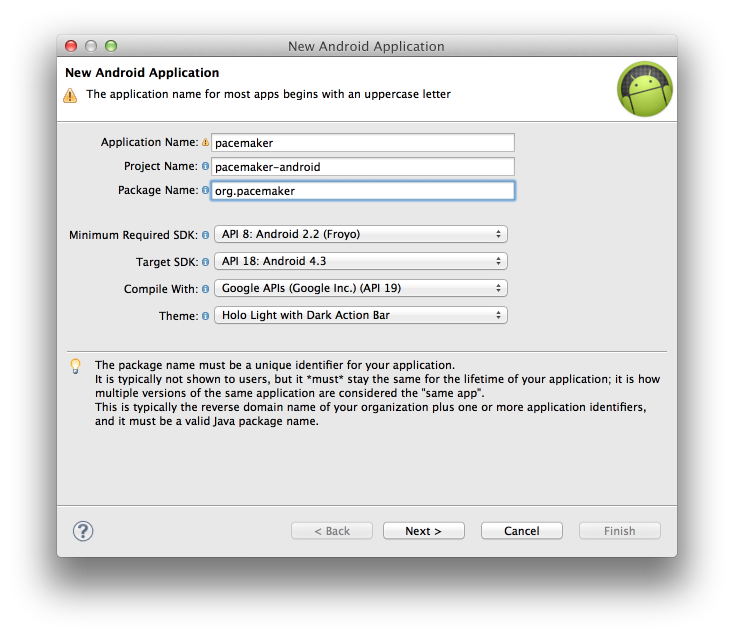 New Android Application
New Android Application
The application name for most apps begins with an uppercase letter
Application Name: pacemaker
Project Name: pacemaker-android
Package Name: org.pacemaker
Minimum Required SDK: API 8: Android 2.2 (Froyo)
Target SDK: API 18: Android 4.3
Compile With: Google APIs (Google Inc.) (API 19)
Theme: Holo Light with Dark Action Bar
The package name must be a unique identifier for your application.
It is typically not shown to users, but it *must* stay the same for the lifetime of your application; it is how
multiple versions of the same application are considered the "same app".
This is typically the reverse domain name of your organization plus one or more application identifiers,
and it must be a valid Java package name.
? < Back Next > Cancel Finish